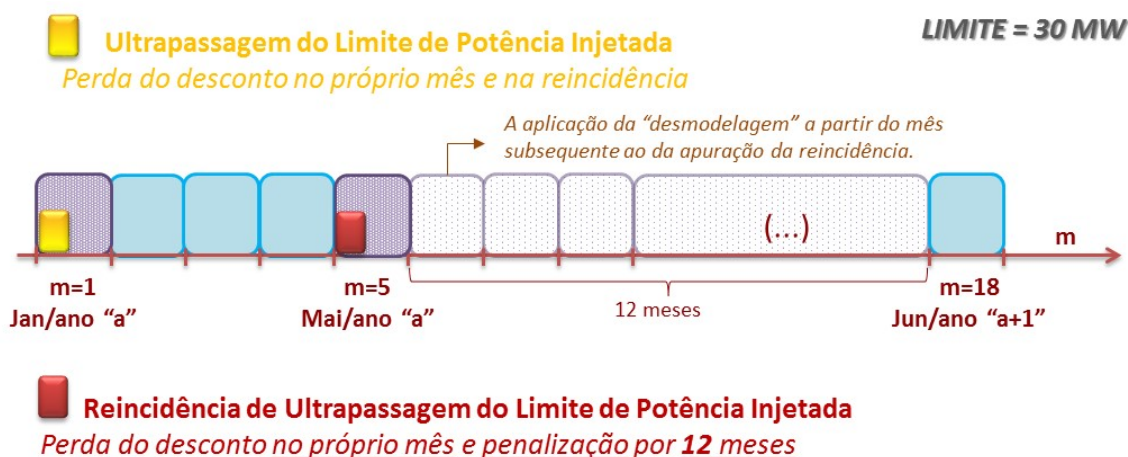 Ultrapassagem do Limite de Potência Injetada
LIMITE = 30 MW
Perda do desconto no próprio mês e na reincidência
A aplicação da “desmodelagem” a partir do mês
subsequente ao da apuração da reincidência.
(...)
m
m=1
m=5
m=18
Jan/ano “a”
Mai/ano “a”
12 meses
Jun/ano “a+1”
Reincidência de Ultrapassagem do Limite de Potência Injetada
Perda do desconto no próprio mês e penalização por 12 meses